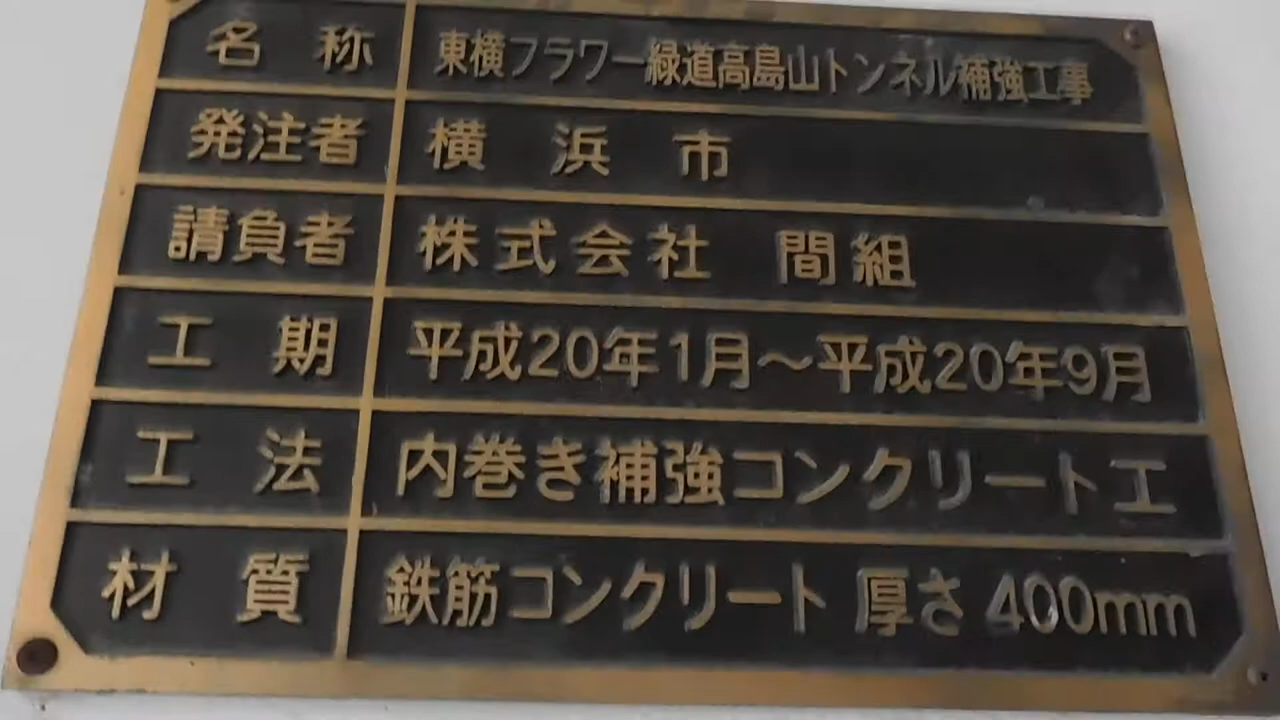 名称 東横フラワー緑道高島山トンネル補強工事
発注者 横浜市
請負者 株式会社 間組
工期 平成20年1月～平成20年9月
工法 内巻き補強コンクリート工
材質 鉄筋コンクリート 厚さ400mm